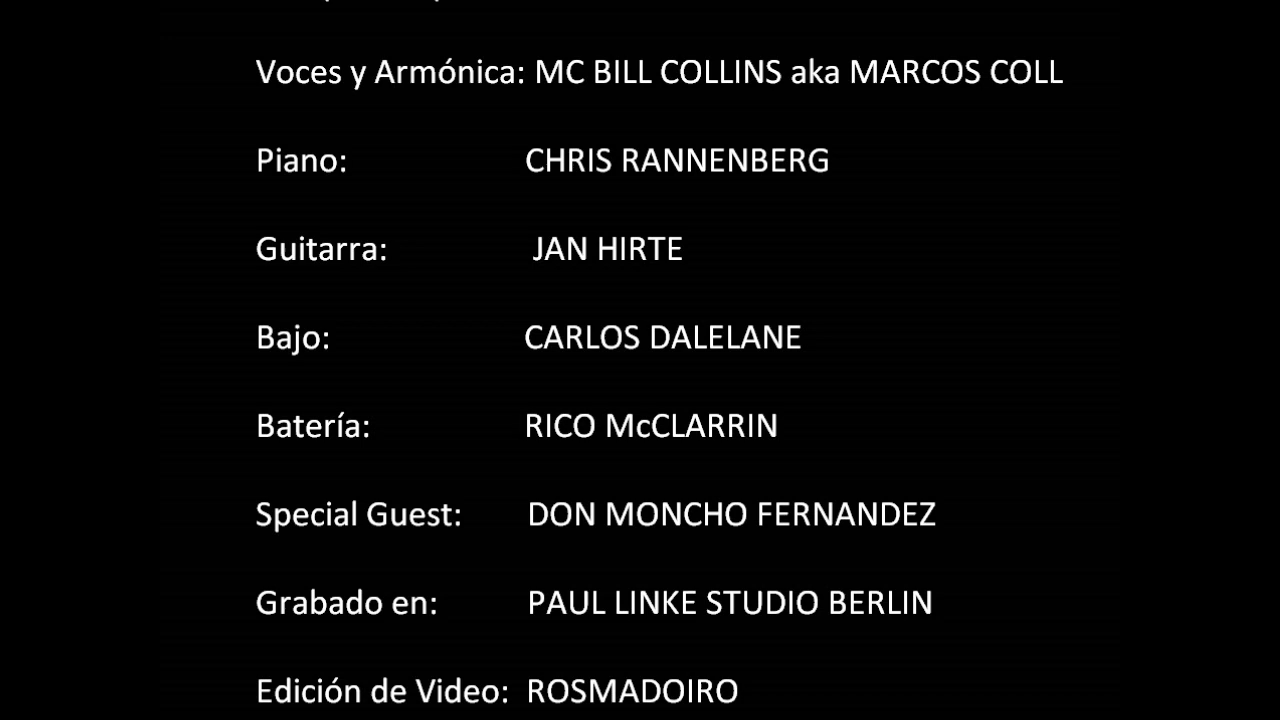 Voces y Armónica: MC BILL COLLINS aka MARCOS COLL
Piano: CHRIS RANNENBERG
Guitarra: JAN HIRTE
Bajo: CARLOS DALELANE
Batería: RICO McCLARRIN
Special Guest: DON MONCHO FERNANDEZ
Grabado en: PAUL LINKE STUDIO BERLIN
Edición de Video: ROSMADOIRO